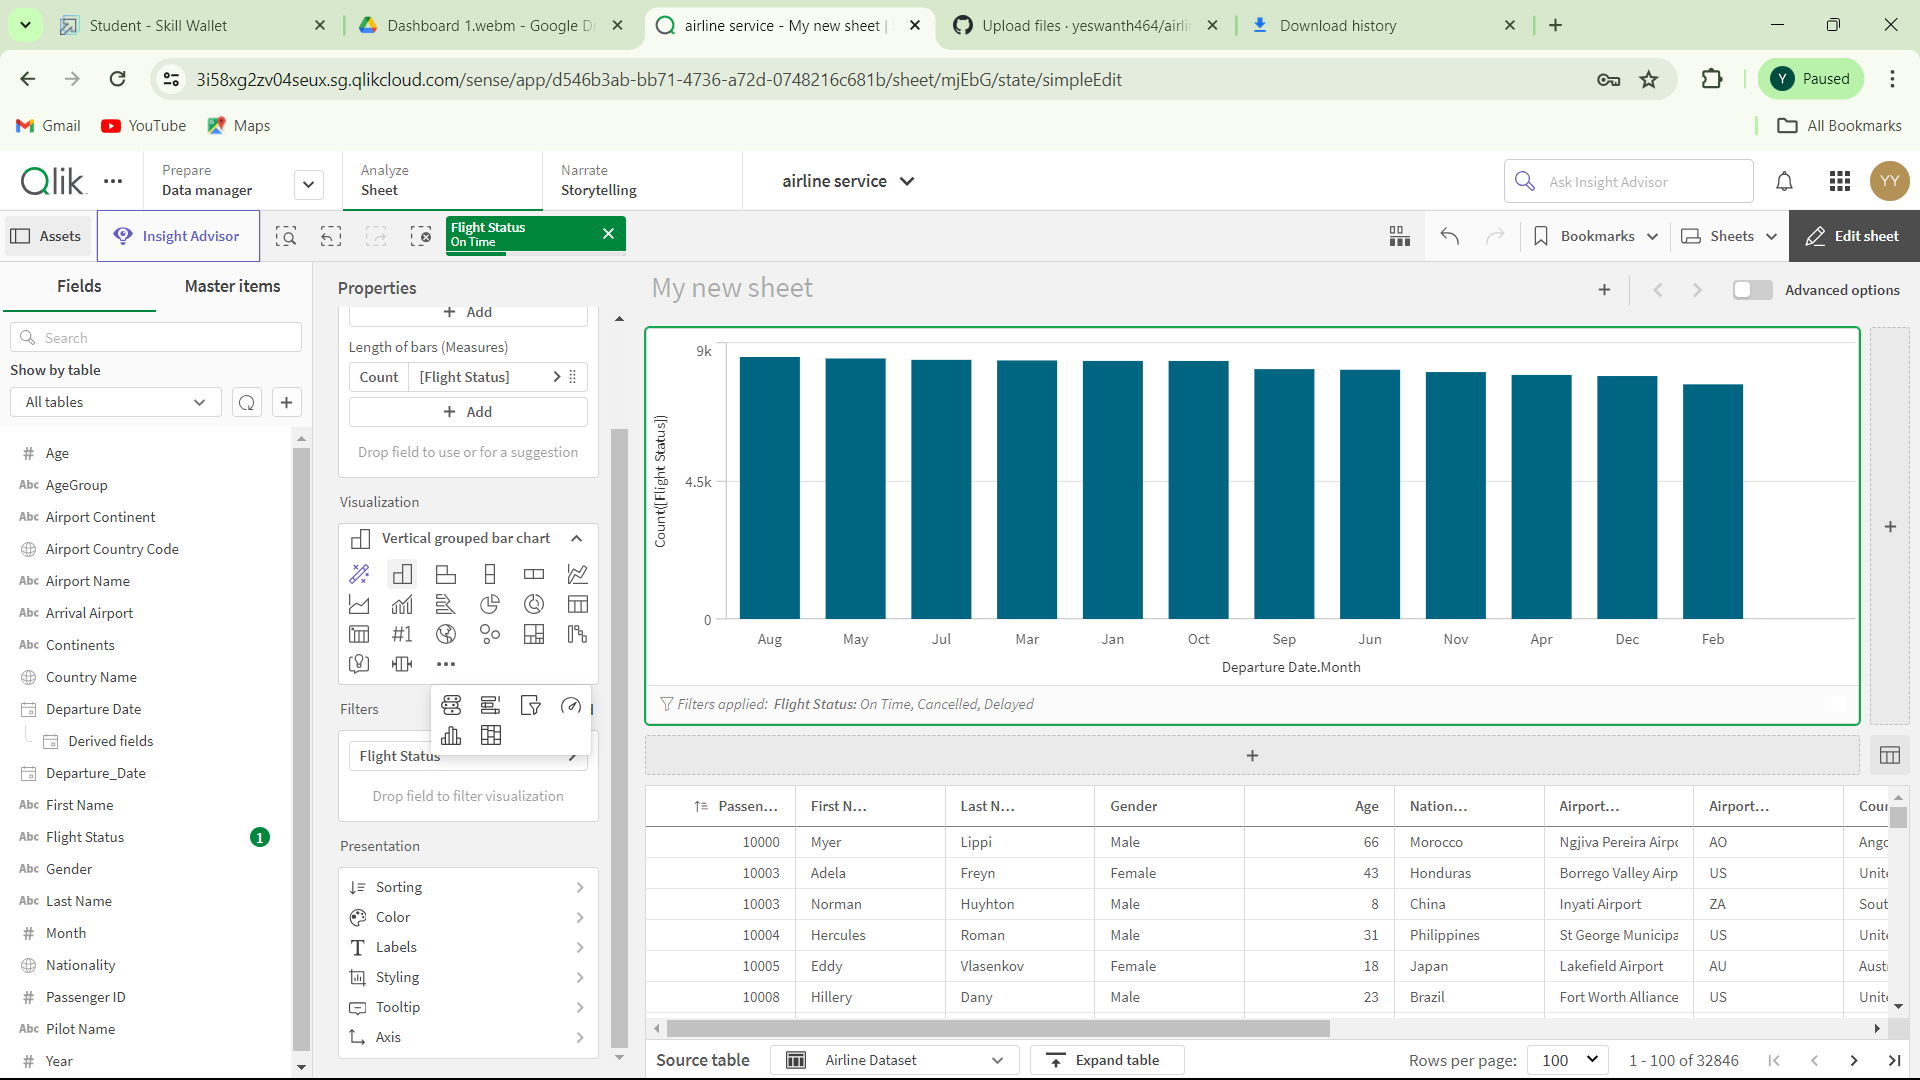 Student - Skill Wallet
Dashboard 1.webm - Google Dr
airline service - My new sheet |
Upload files · yeswanth464/airli
Download history
3i58xg2zv04seux.sg.qlikcloud.com/sense/app/d546b3ab-bb71-4736-a72d-0748216c681b/sheet/mjEbG/state/simpleEdit
Y Paused
Gmail
YouTube
Maps
All Bookmarks
Qlik
Prepare
Data manager
Analyze
Sheet
Narrate
Storytelling
airline service
Ask Insight Advisor
YY
Assets
Insight Advisor
Flight Status
On Time
Bookmarks
Sheets
Edit sheet
Fields
Master items
Search
Show by table
All tables
# Age
Abc AgeGroup
Abc Airport Continent
Airport Country Code
Abc Airport Name
Abc Arrival Airport
Abc Continents
Country Name
Departure Date
Derived fields
Departure_Date
Abc First Name
Abc Flight Status 1
Abc Gender
Abc Last Name
# Month
Nationality
# Passenger ID
Abc Pilot Name
# Year
Properties
+ Add
Length of bars (Measures)
Count [Flight Status]
+ Add
Drop field to use or for a suggestion
Visualization
Vertical grouped bar chart
#1
Filters
Flight Status
Drop field to filter visualization
Presentation
Sorting
Color
Labels
Styling
Tooltip
Axis
My new sheet
Advanced options
Count([Flight Status])
9k
4.5k
0
Aug May Jul Mar Jan Oct Sep Jun Nov Apr Dec Feb
Departure Date.Month
Filters applied: Flight Status: On Time, Cancelled, Delayed
Passen... First N... Last N... Gender Age Nation... Airport... Airport... Cour
10000 Myer Lippi Male 66 Morocco Ngjiva Pereira Airpo AO Ango
10003 Adela Freyn Female 43 Honduras Borrego Valley Airp US Unite
10003 Norman Huyhton Male 8 China Inyati Airport ZA Sout
10004 Hercules Roman Male 31 Philippines St George Municipa US Unite
10005 Eddy Vlasenkov Female 18 Japan Lakefield Airport AU Austr
10008 Hillery Dany Male 23 Brazil Fort Worth Alliance US Unite
Source table
Airline Dataset
Expand table
Rows per page: 100
1 - 100 of 32846